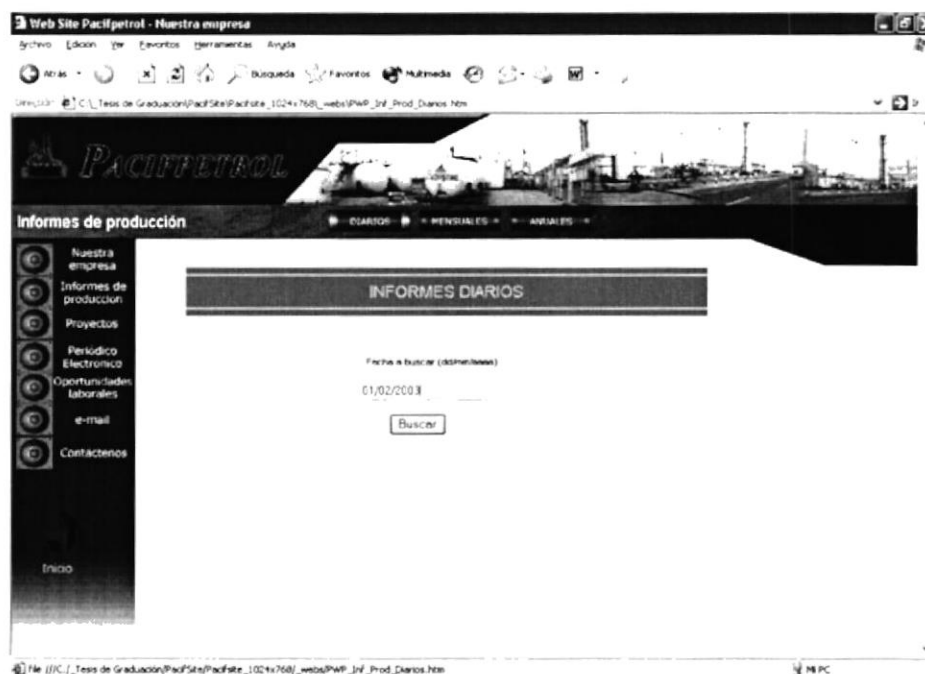 Web Site Pacifpetrol - Nuestra empresa
Archivo Edición Ver Favoritos Herramientas Ayuda
Atrás Búsqueda Favoritos Multimedia
Dirección C:\_Tesis de Graduación\PacifSite\Pacifsite_1024x768\_webs\PWP_Inf_Prod_Diarios.htm
PACIFPETROL
Informes de producción
DIARIOS MENSUALES ANUALES
Nuestra
empresa
Informes de
produccion
Proyectos
Periódico
Electronico
Oportunidades
laborales
e-mail
Contáctenos
Inicio
INFORMES DIARIOS
Fecha a buscar (dd/mm/aaaa)
01/02/2003
Buscar
file:///C:/_Tesis de Graduación/PacifSite/Pacifsite_1024x768/_webs/PWP_Inf_Prod_Diarios.htm
Mi PC